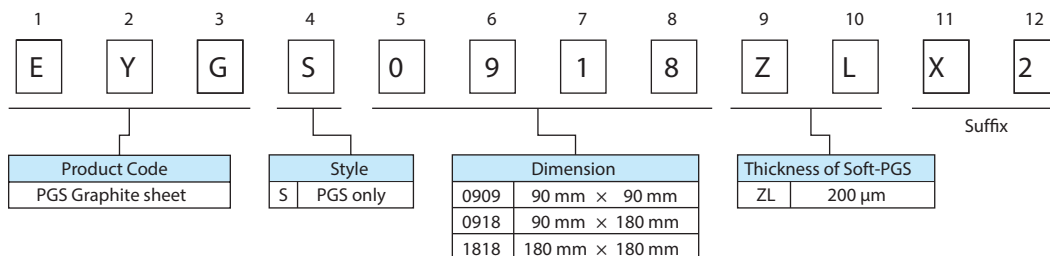 1 2 3 4 5 6 7 8 9 10 11 12
E Y G S 0 9 1 8 Z L X 2
Suffix
Product Code
PGS Graphite sheet
Style
S PGS only
Dimension
0909 90 mm × 90 mm
0918 90 mm × 180 mm
1818 180 mm × 180 mm
Thickness of Soft-PGS
ZL 200 μm